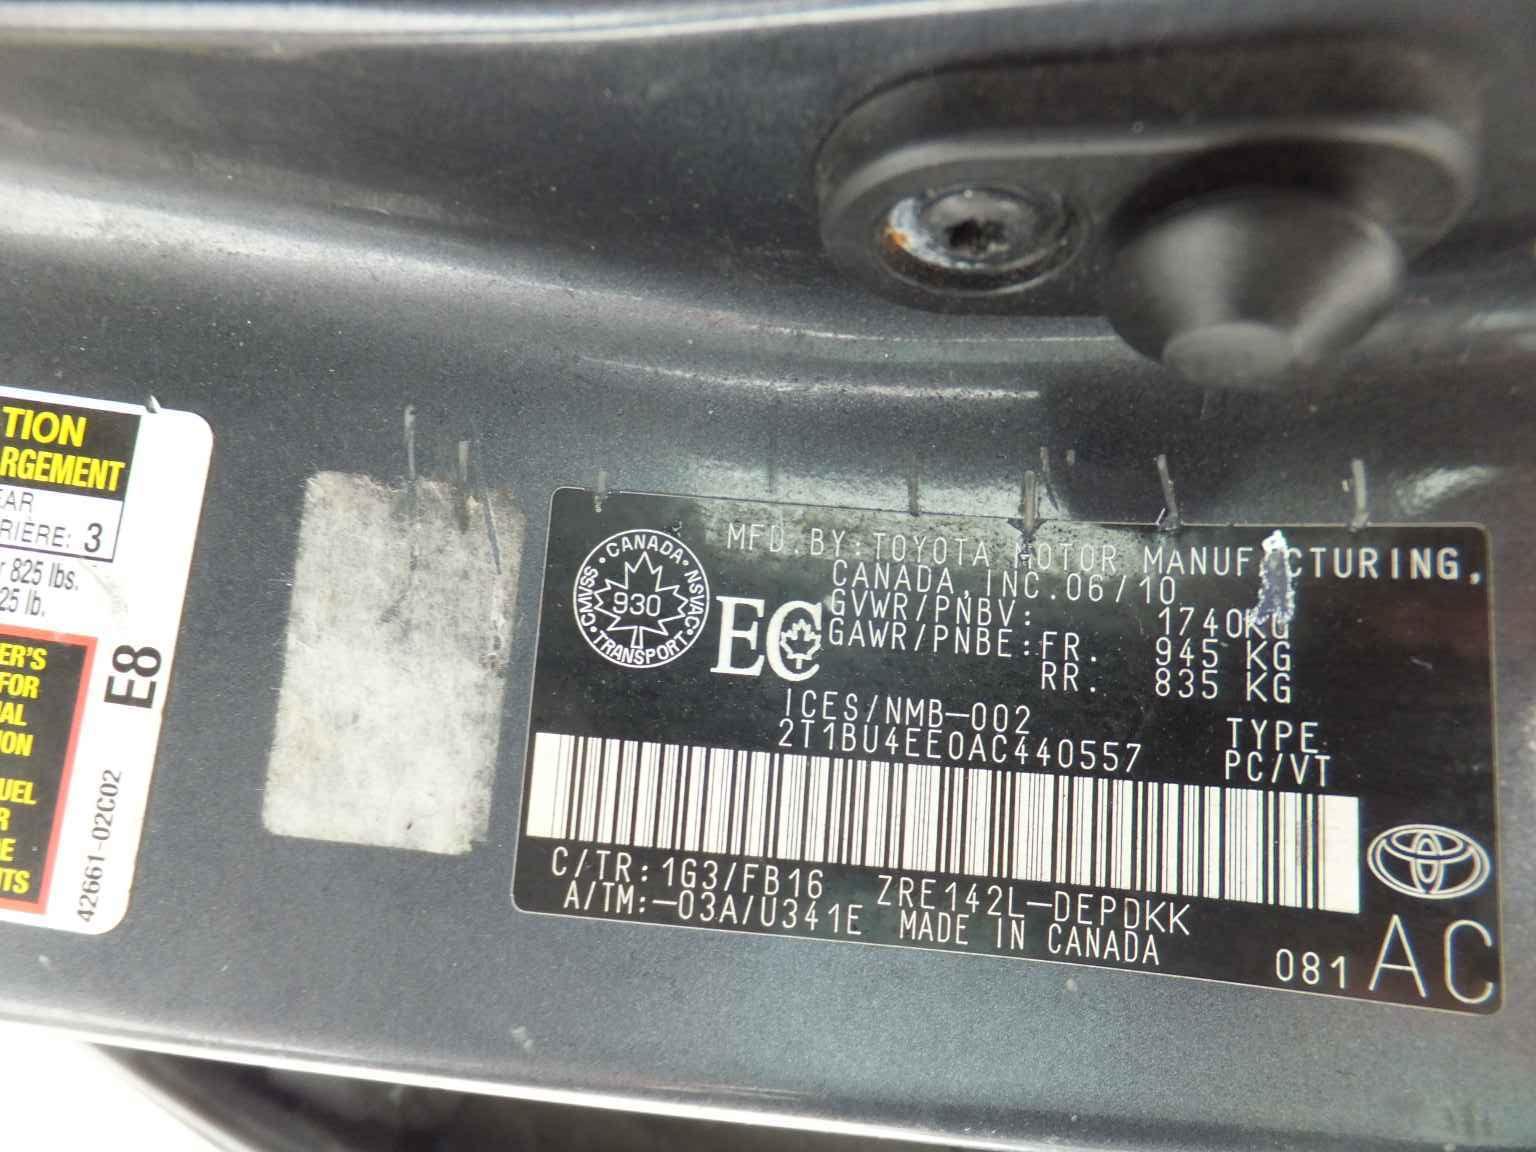 TION
RGEMENT
EAR
RIÈRE: 3
825 lbs.
25 lb.
ER'S
FOR
AL
ION
UEL
R
E
TS
E8
42661-02C02
CANADA
CMVSS
NSVAC
930
TRANSPORT
EC
MFD.BY:TOYOTA MOTOR MANUFACTURING,
CANADA, INC. 06/10
GVWR/PNBV: 1740KG
GAWR/PNBE:FR. 945 KG
RR. 835 KG
ICES/NMB-002
2T1BU4EE0AC440557
TYPE
PC/VT
C/TR: 1G3/FB16 ZRE142L-DEPDKK
A/TM:-03A/U341E MADE IN CANADA
081 AC